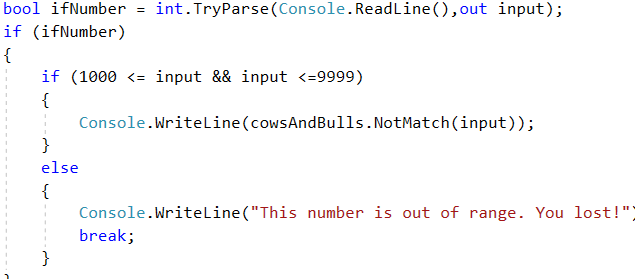 bool ifNumber = int.TryParse(Console.ReadLine(),out input);
if (ifNumber)
{
if (1000 <= input && input <=9999)
{
Console.WriteLine(cowsAndBulls.NotMatch(input));
}
else
{
Console.WriteLine("This number is out of range. You lost!")
break;
}